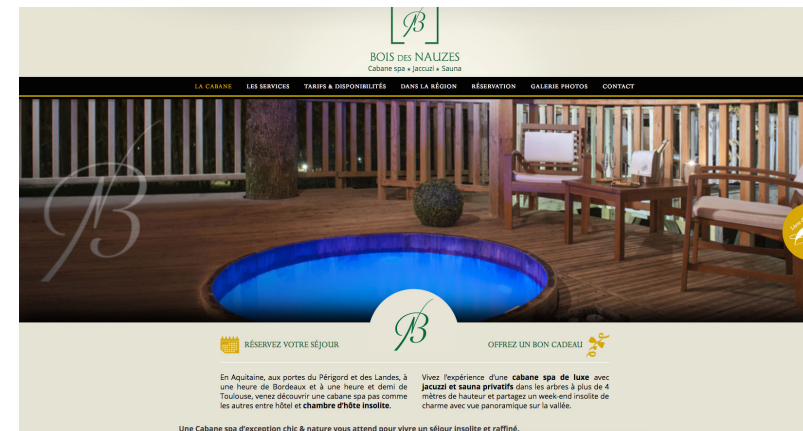 B
BOIS DES NAUZES
Cabane spa ★ Jaccuzi ★ Sauna
LA CABANE LES SERVICES TARIFS & DISPONIBILITÉS DANS LA RÉGION RÉSERVATION GALERIE PHOTOS CONTACT
B
B
RÉSERVEZ VOTRE SÉJOUR
OFFREZ UN BON CADEAU
En Aquitaine, aux portes du Périgord et des Landes, à
une heure de Bordeaux et à une heure et demi de
Toulouse, venez découvrir une cabane spa pas comme
les autres entre hôtel et chambre d'hôte insolite.
Vivez l'expérience d'une cabane spa de luxe avec
jacuzzi et sauna privatifs dans les arbres à plus de 4
mètres de hauteur et partagez un week-end insolite de
charme avec vue panoramique sur la vallée.
Une Cabane spa d'exception chic & nature vous attend pour vivre un séjour insolite et raffiné.